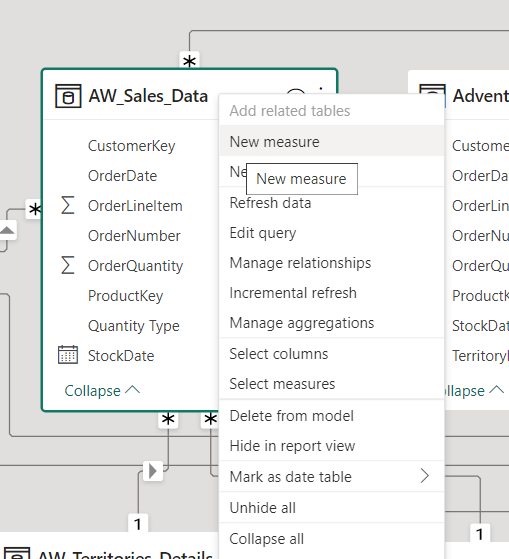 AW_Sales_Data
CustomerKey
OrderDate
OrderLineItem
OrderNumber
OrderQuantity
ProductKey
Quantity Type
StockDate
Collapse
Add related tables
New measure
Ne
New measure
Refresh data
Edit query
Manage relationships
Incremental refresh
Manage aggregations
Select columns
Select measures
Delete from model
Hide in report view
Mark as date table
Unhide all
Collapse all
Advent
Custome
OrderDa
OrderLin
OrderNu
OrderQu
Product
StockDat
Territory
llapse
1
1
AW_Territories_Details